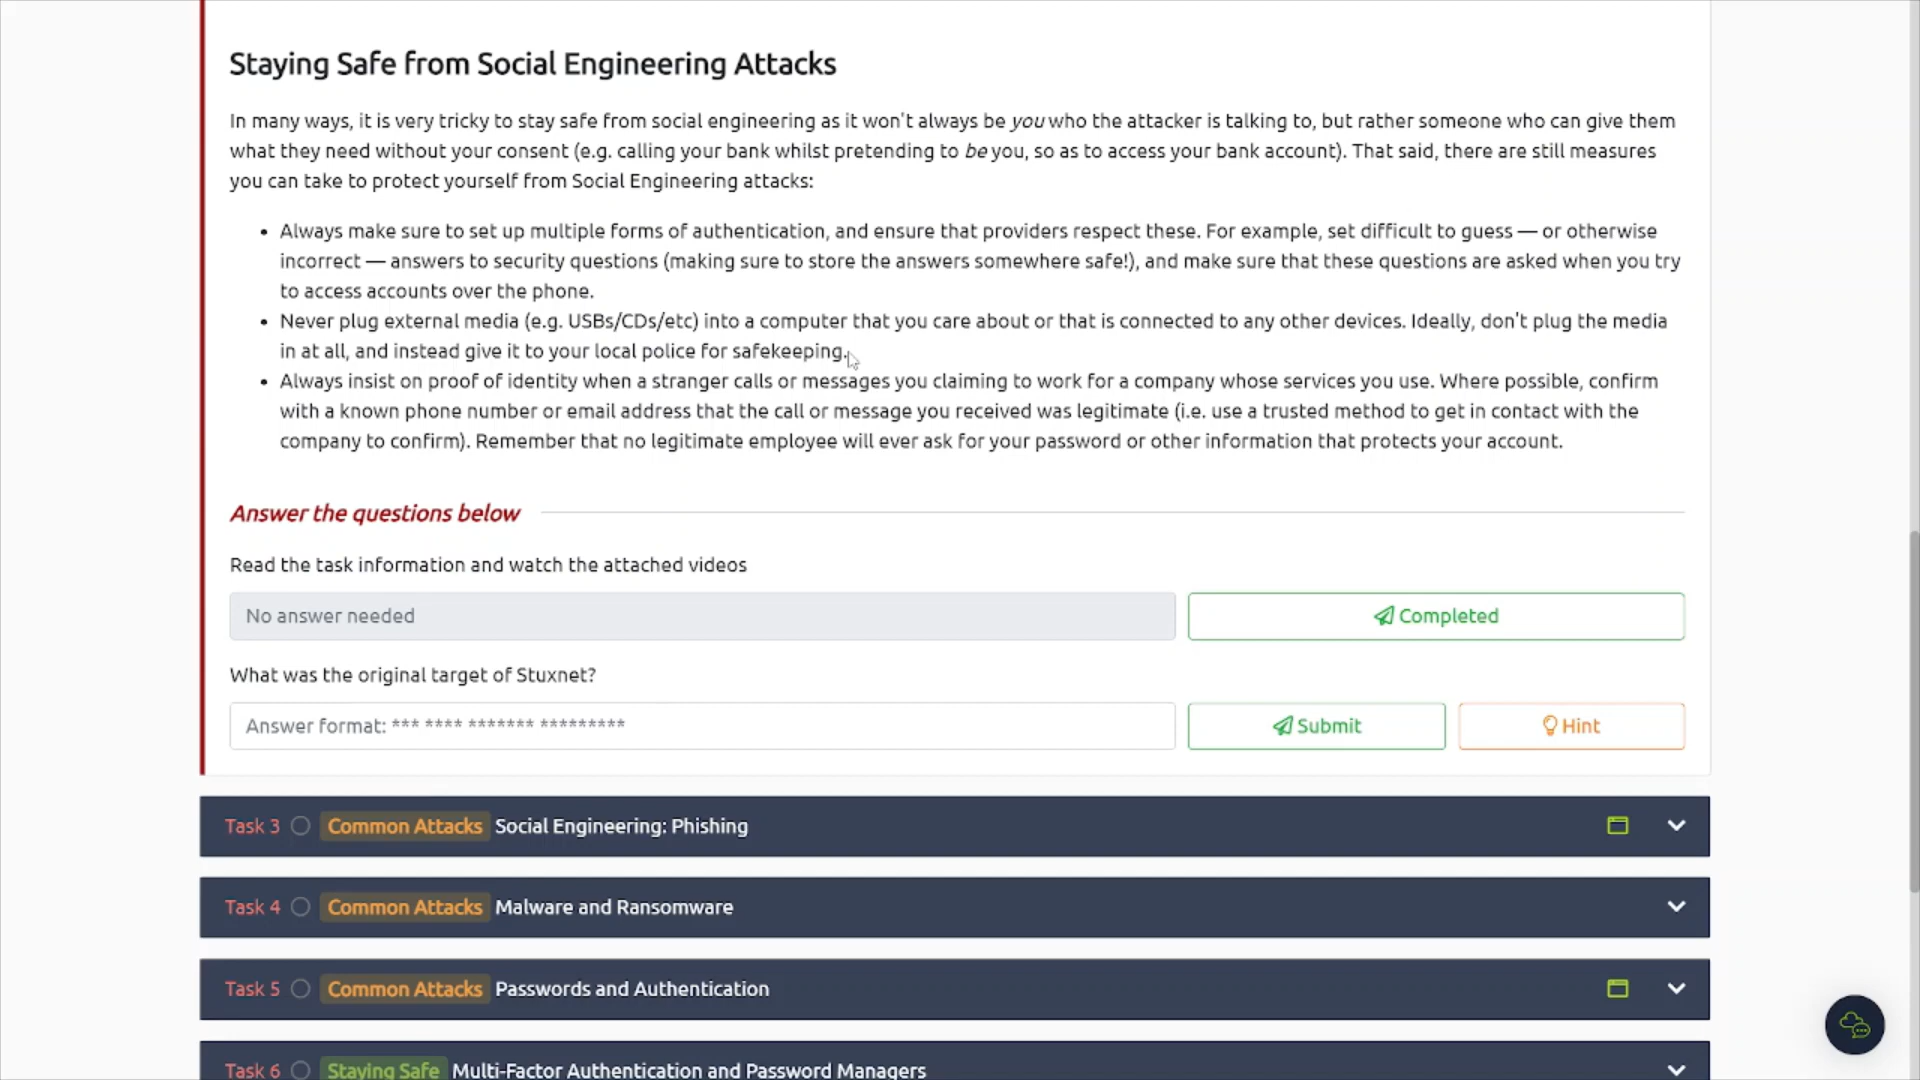 Staying Safe from Social Engineering Attacks
In many ways, it is very tricky to stay safe from social engineering as it won't always be you who the attacker is talking to, but rather someone who can give them
what they need without your consent (e.g. calling your bank whilst pretending to be you, so as to access your bank account). That said, there are still measures
you can take to protect yourself from Social Engineering attacks:
• Always make sure to set up multiple forms of authentication, and ensure that providers respect these. For example, set difficult to guess — or otherwise
incorrect — answers to security questions (making sure to store the answers somewhere safe!), and make sure that these questions are asked when you try
to access accounts over the phone.
• Never plug external media (e.g. USBs/CDs/etc) into a computer that you care about or that is connected to any other devices. Ideally, don't plug the media
in at all, and instead give it to your local police for safekeeping.
• Always insist on proof of identity when a stranger calls or messages you claiming to work for a company whose services you use. Where possible, confirm
with a known phone number or email address that the call or message you received was legitimate (i.e. use a trusted method to get in contact with the
company to confirm). Remember that no legitimate employee will ever ask for your password or other information that protects your account.
Answer the questions below
Read the task information and watch the attached videos
No answer needed
Completed
What was the original target of Stuxnet?
Answer format: *** **** ******* *********
Submit
Hint
Task 3 Common Attacks Social Engineering: Phishing
Task 4 Common Attacks Malware and Ransomware
Task 5 Common Attacks Passwords and Authentication
Task 6 Staying Safe Multi-Factor Authentication and Password Managers